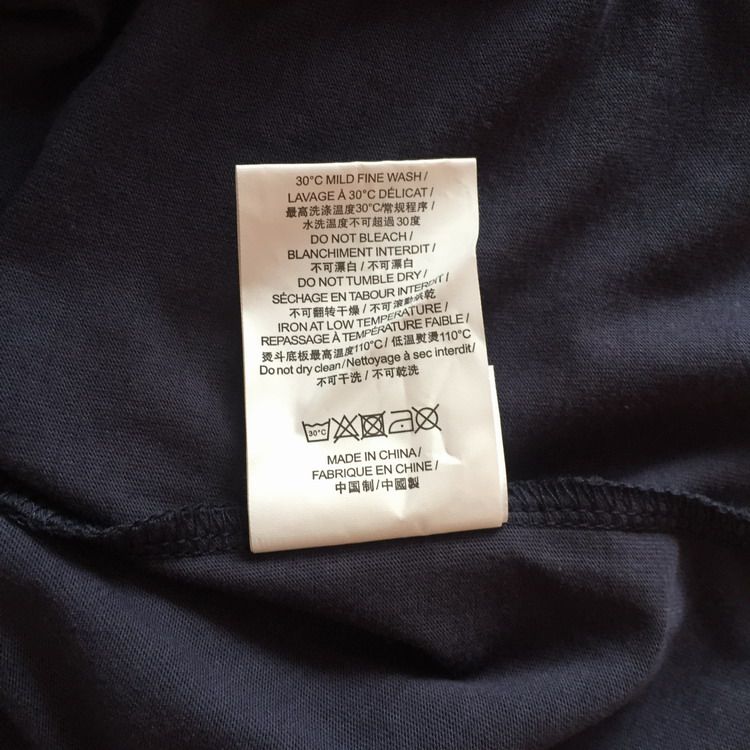 30°C MILD FINE WASH /
LAVAGE À 30°C DÉLICAT /
最高洗涤温度30°C/常规程序 /
水洗温度不可超過30度
DO NOT BLEACH /
BLANCHIMENT INTERDIT /
不可漂白 / 不可漂白
DO NOT TUMBLE DRY /
SÉCHAGE EN TABOUR INTERDIT /
不可翻转干燥 / 不可滾動烘乾
IRON AT LOW TEMPERATURE /
REPASSAGE À TEMPÉRATURE FAIBLE /
烫斗底板最高温度110°C / 低溫熨燙110°C
Do not dry clean / Nettoyage à sec interdit /
不可干洗 / 不可乾洗
30°C
MADE IN CHINA /
FABRIQUE EN CHINE /
中国制 / 中國製